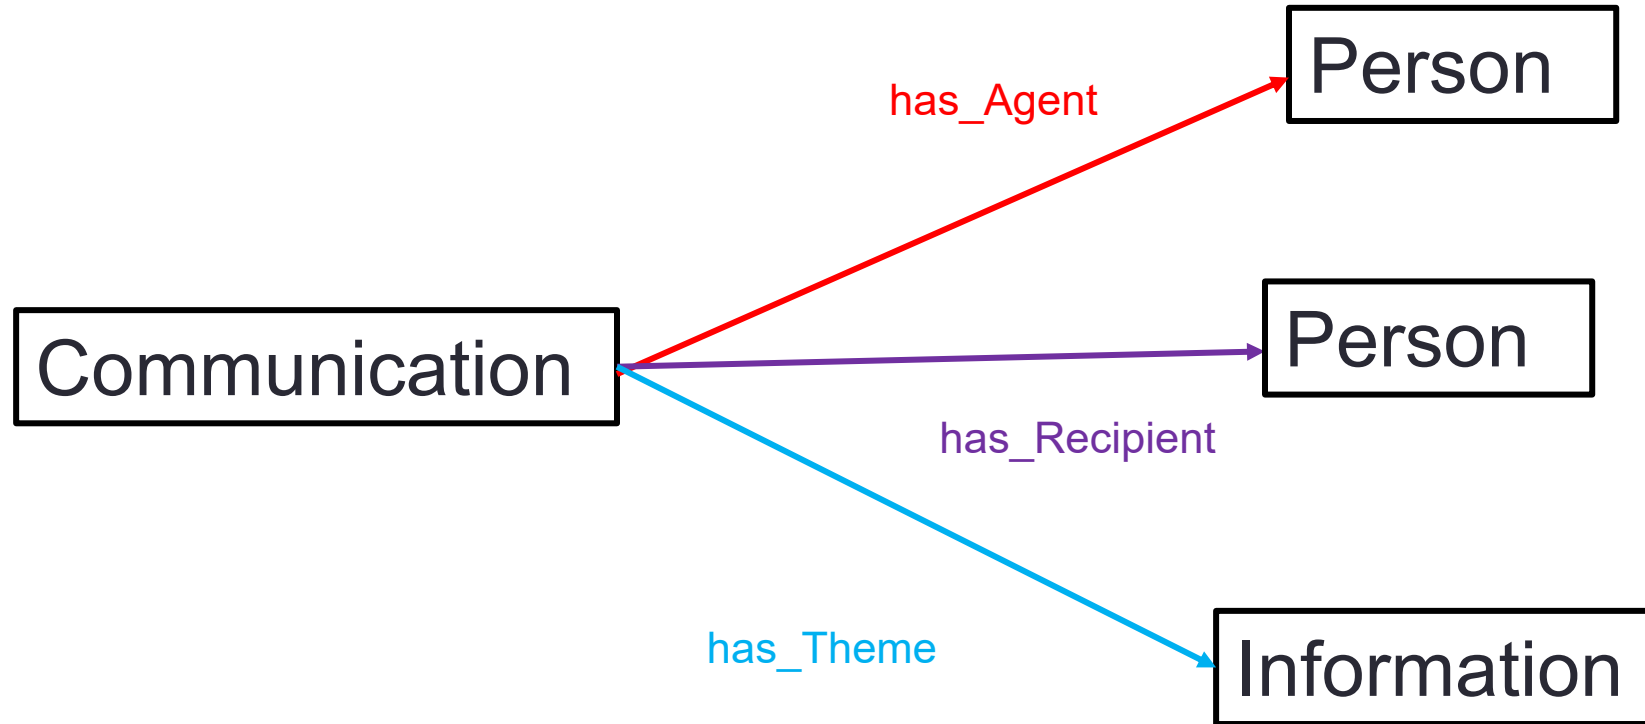 Person
has_Agent
Person
Communication
has_Recipient
has_Theme
Information